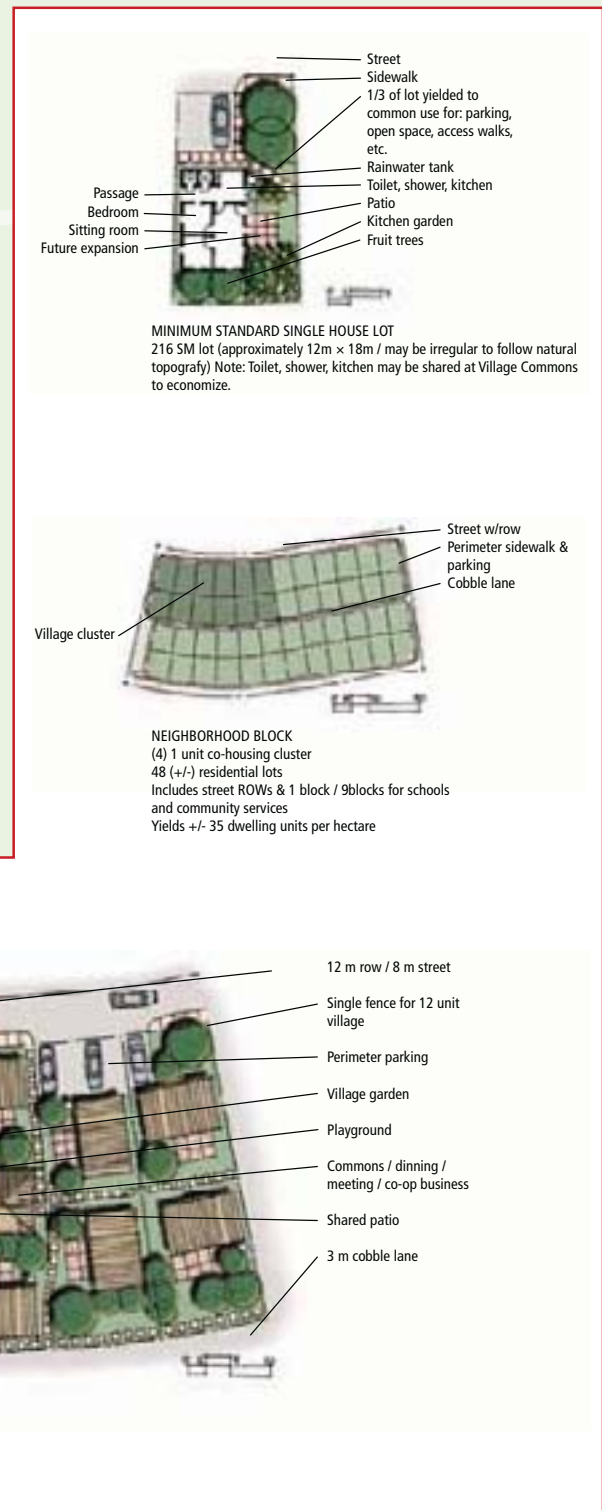 Street
Sidewalk
1/3 of lot yielded to
common use for: parking,
open space, access walks,
etc.
Rainwater tank
Toilet, shower, kitchen
Patio
Kitchen garden
Fruit trees
Passage
Bedroom
Sitting room
Future expansion
MINIMUM STANDARD SINGLE HOUSE LOT
216 SM lot (approximately 12m × 18m / may be irregular to follow natural
topografy) Note: Toilet, shower, kitchen may be shared at Village Commons
to economize.
Street w/row
Perimeter sidewalk &
parking
Cobble lane
Village cluster
NEIGHBORHOOD BLOCK
(4) 1 unit co-housing cluster
48 (+/-) residential lots
Includes street ROWs & 1 block / 9blocks for schools
and community services
Yields +/- 35 dwelling units per hectare
12 m row / 8 m street
Single fence for 12 unit
village
Perimeter parking
Village garden
Playground
Commons / dinning /
meeting / co-op business
Shared patio
3 m cobble lane